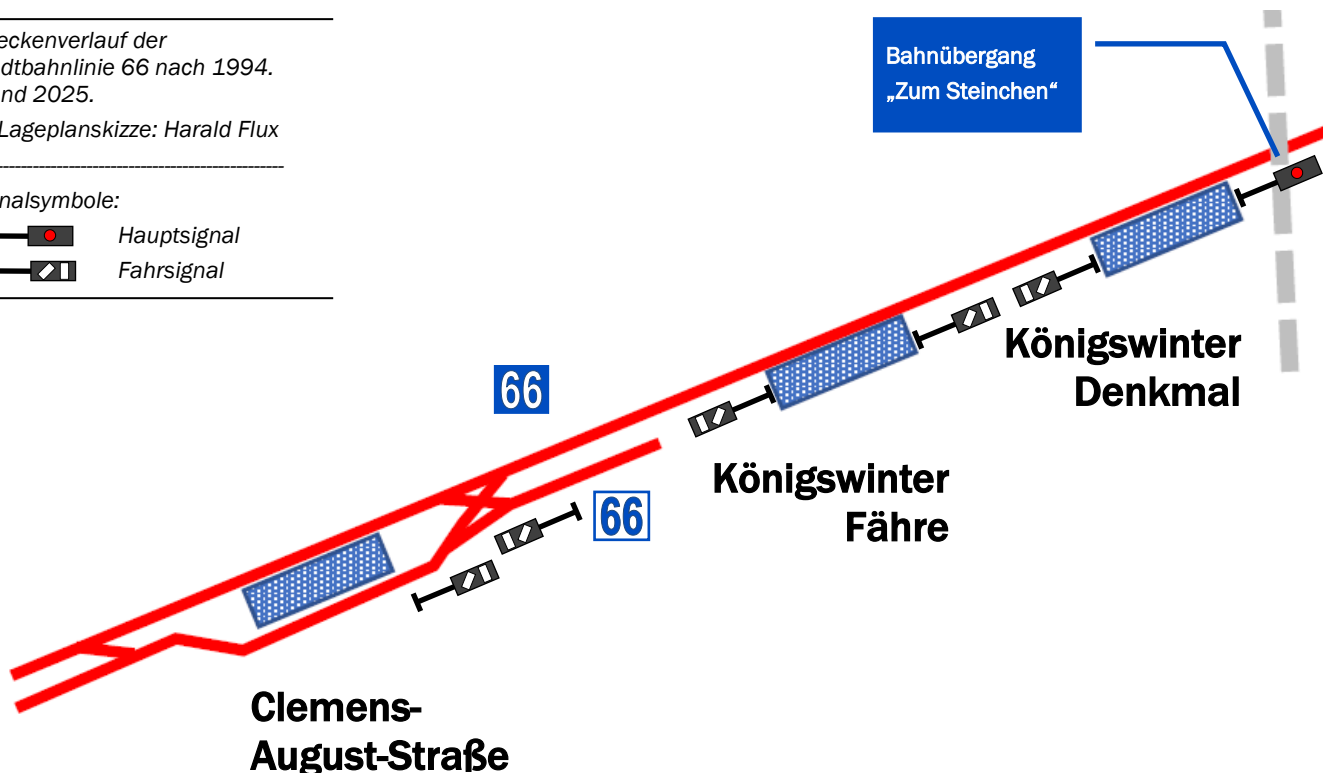 eckenverlauf der
dtbahnlinie 66 nach 1994.
nd 2025.
Lageplanskizze: Harald Flux
nalsymbole:
Hauptsignal
Fahrsignal
Bahnübergang
„Zum Steinchen“
Königswinter
Denkmal
66
Königswinter
Fähre
66
Clemens-
August-Straße